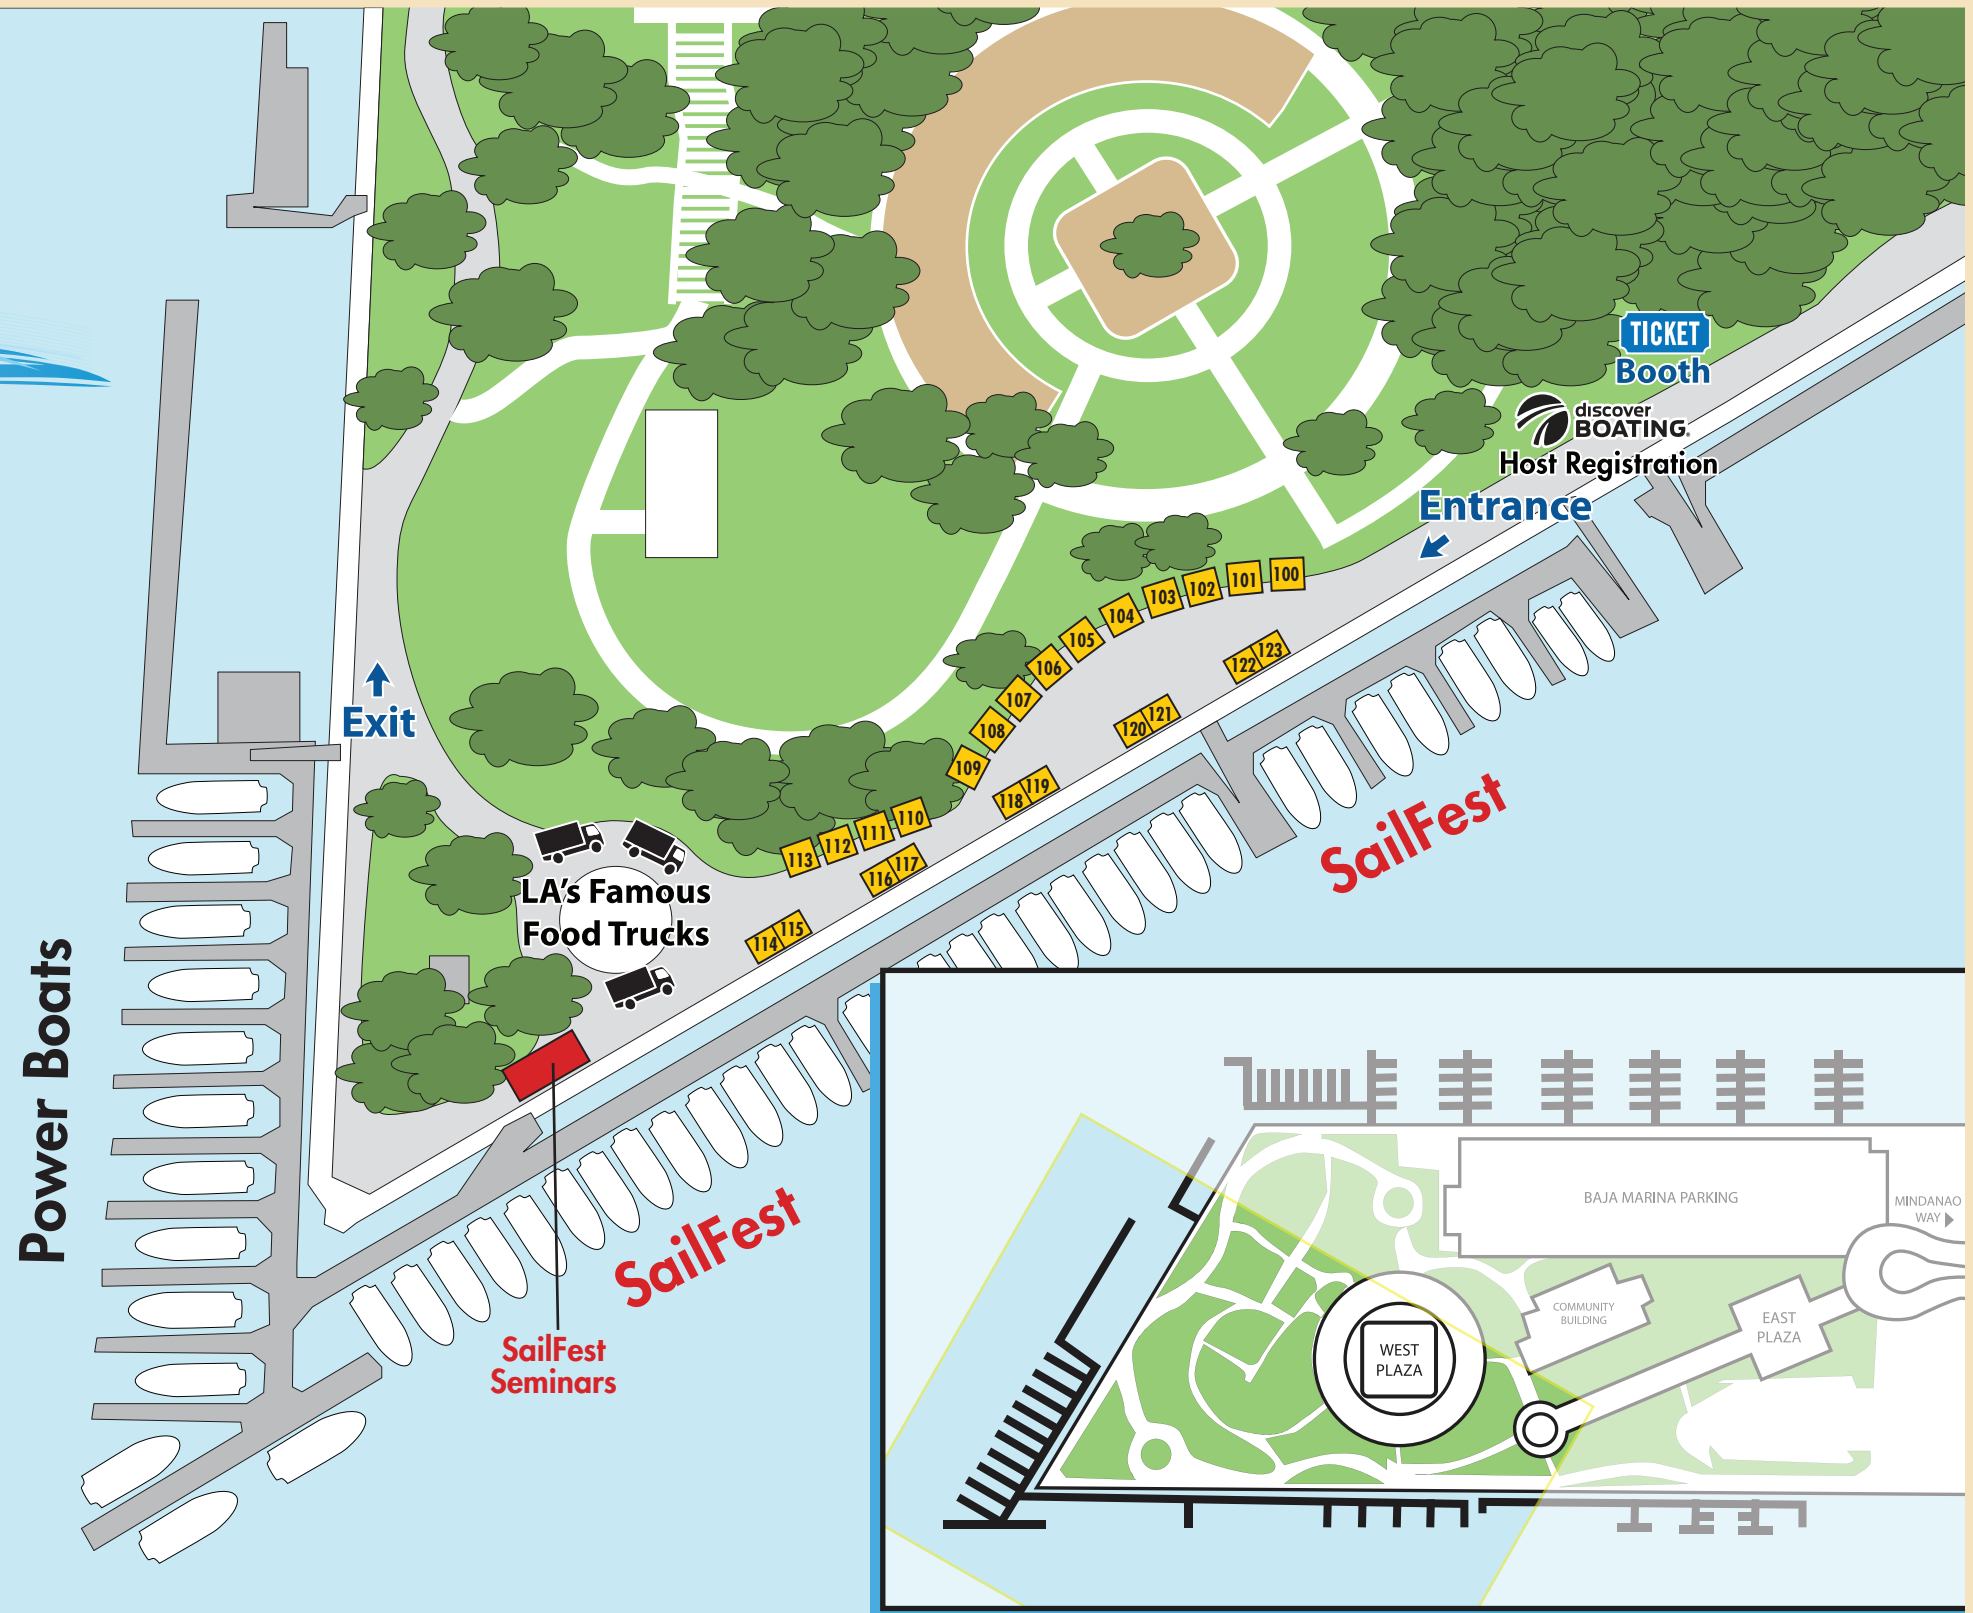 TICKET
Booth
discover
BOATING.
Host Registration
Entrance
100
101
102
103
104
105
106
107
108
109
110
111
112
113
123
122
121
120
119
118
117
116
115
114
Exit
LA's Famous
Food Trucks
SailFest
Power Boats
SailFest
SailFest
Seminars
BAJA MARINA PARKING
MINDANAO
WAY
COMMUNITY
BUILDING
EAST
PLAZA
WEST
PLAZA